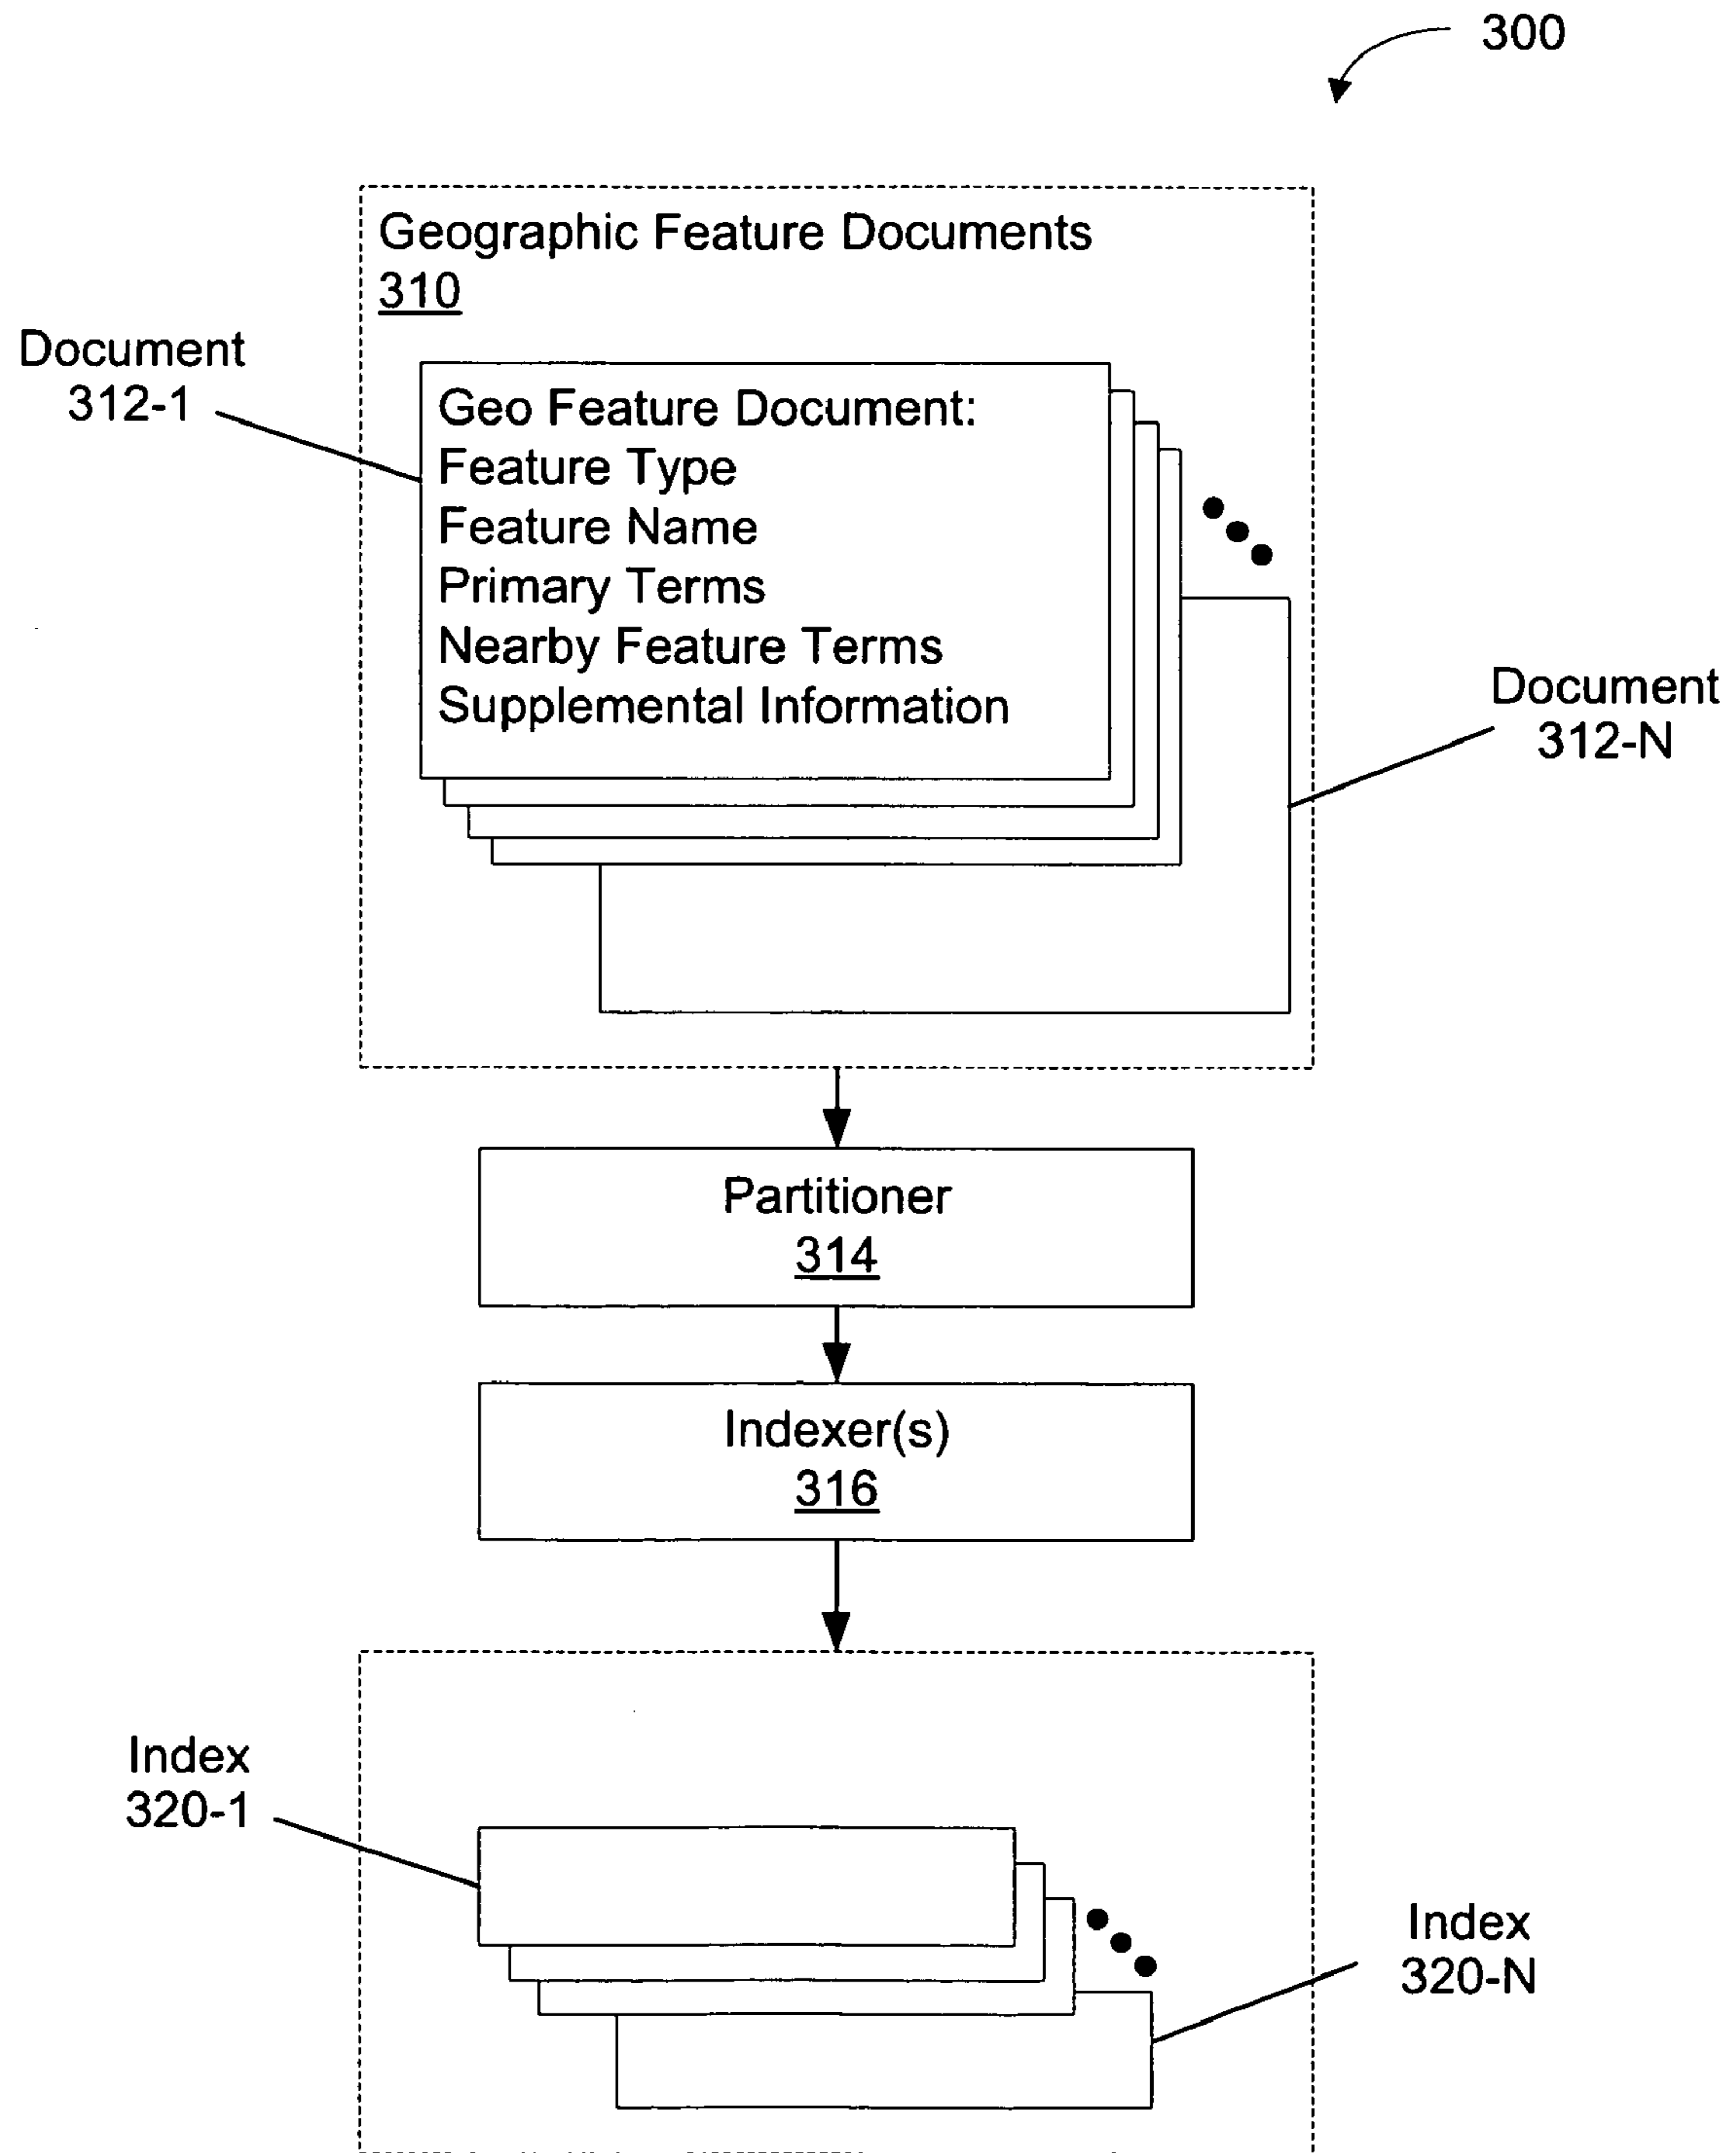 300
Geographic Feature Documents
310
Document
312-1
Geo Feature Document:
Feature Type
Feature Name
Primary Terms
Nearby Feature Terms
Supplemental Information
Document
312-N
Partitioner
314
Indexer(s)
316
Index
320-1
Index
320-N